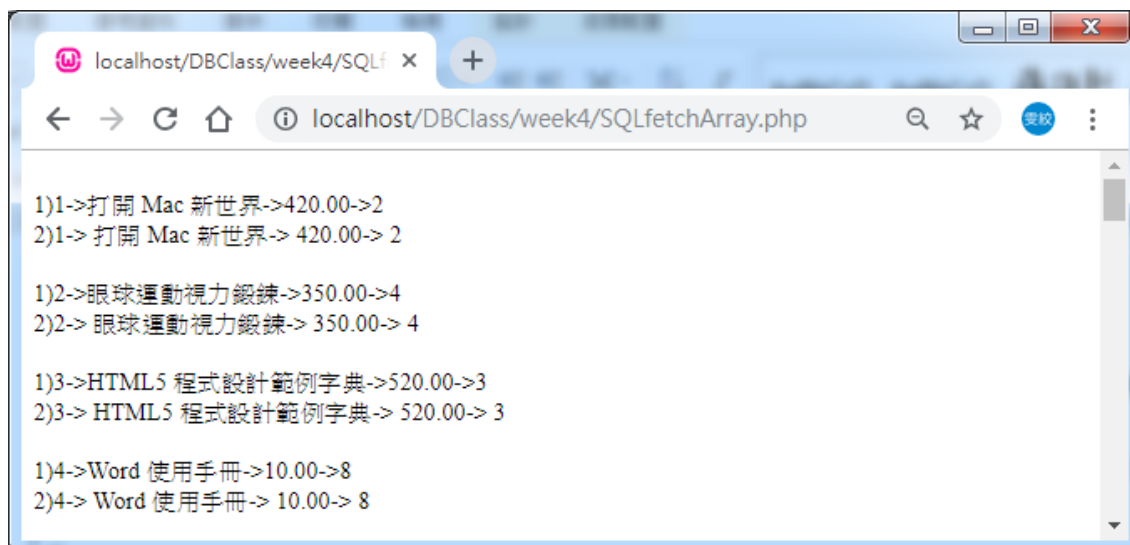 localhost/DBClass/week4/SQLf
localhost/DBClass/week4/SQLfetchArray.php
雯紋
1)1->打開 Mac 新世界->420.00->2
2)1-> 打開 Mac 新世界-> 420.00-> 2
1)2->眼球運動視力鍛鍊->350.00->4
2)2-> 眼球運動視力鍛鍊-> 350.00-> 4
1)3->HTML5 程式設計範例字典->520.00->3
2)3-> HTML5 程式設計範例字典-> 520.00-> 3
1)4->Word 使用手冊->10.00->8
2)4-> Word 使用手冊-> 10.00-> 8